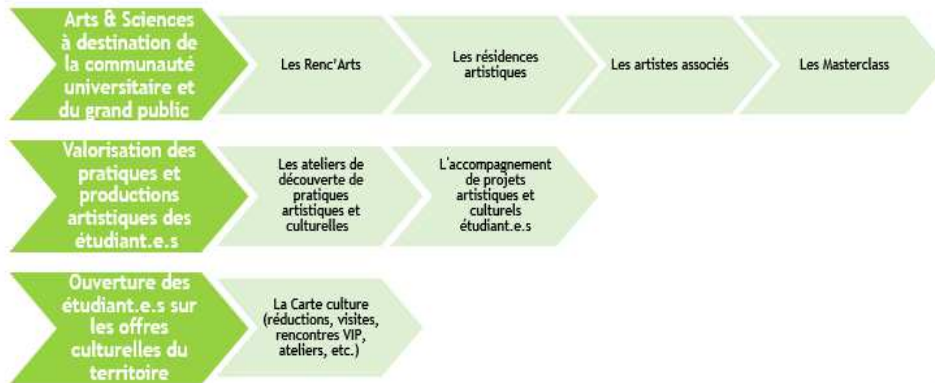 Arts & Sciences
à destination de
la communauté
universitaire et
du grand public
Les Renc'Arts
Les résidences
artistiques
Les artistes associés
Les Masterclass
Valorisation des
pratiques et
productions
artistiques des
étudiant.e.s
Les ateliers de
découverte de
pratiques
artistiques et
culturelles
L'accompagnement
de projets
artistiques et
culturels
étudiant.e.s
Ouverture des
étudiant.e.s sur
les offres
culturelles du
territoire
La Carte culture
(réductions, visites,
rencontres VIP,
ateliers, etc.)